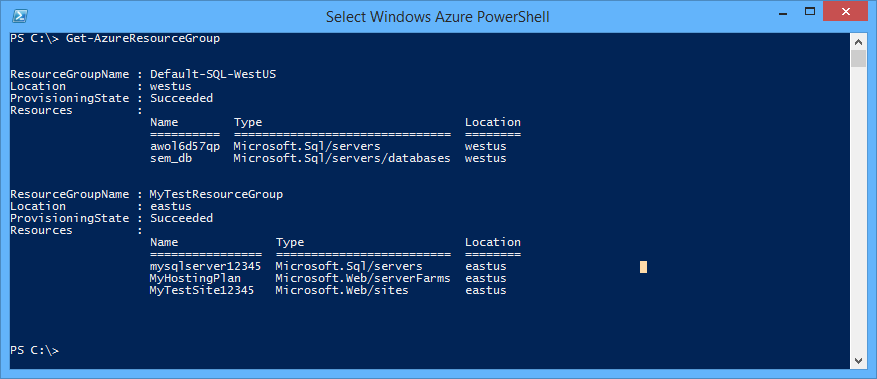 Select Windows Azure PowerShell
PS C:\> Get-AzureResourceGroup
ResourceGroupName : Default-SQL-WestUS
Location          : westus
ProvisioningState : Succeeded
Resources         :
                    Name        Type                             Location
                    ==========  ===============================  ========
                    awol6d57qp  Microsoft.Sql/servers            westus
                    sem_db      Microsoft.Sql/servers/databases  westus
ResourceGroupName : MyTestResourceGroup
Location          : eastus
ProvisioningState : Succeeded
Resources         :
                    Name              Type                       Location
                    ================  =========================  ========
                    mysqlserver12345  Microsoft.Sql/servers      eastus
                    MyHostingPlan     Microsoft.Web/serverFarms  eastus
                    MyTestSite12345   Microsoft.Web/sites        eastus
PS C:\>